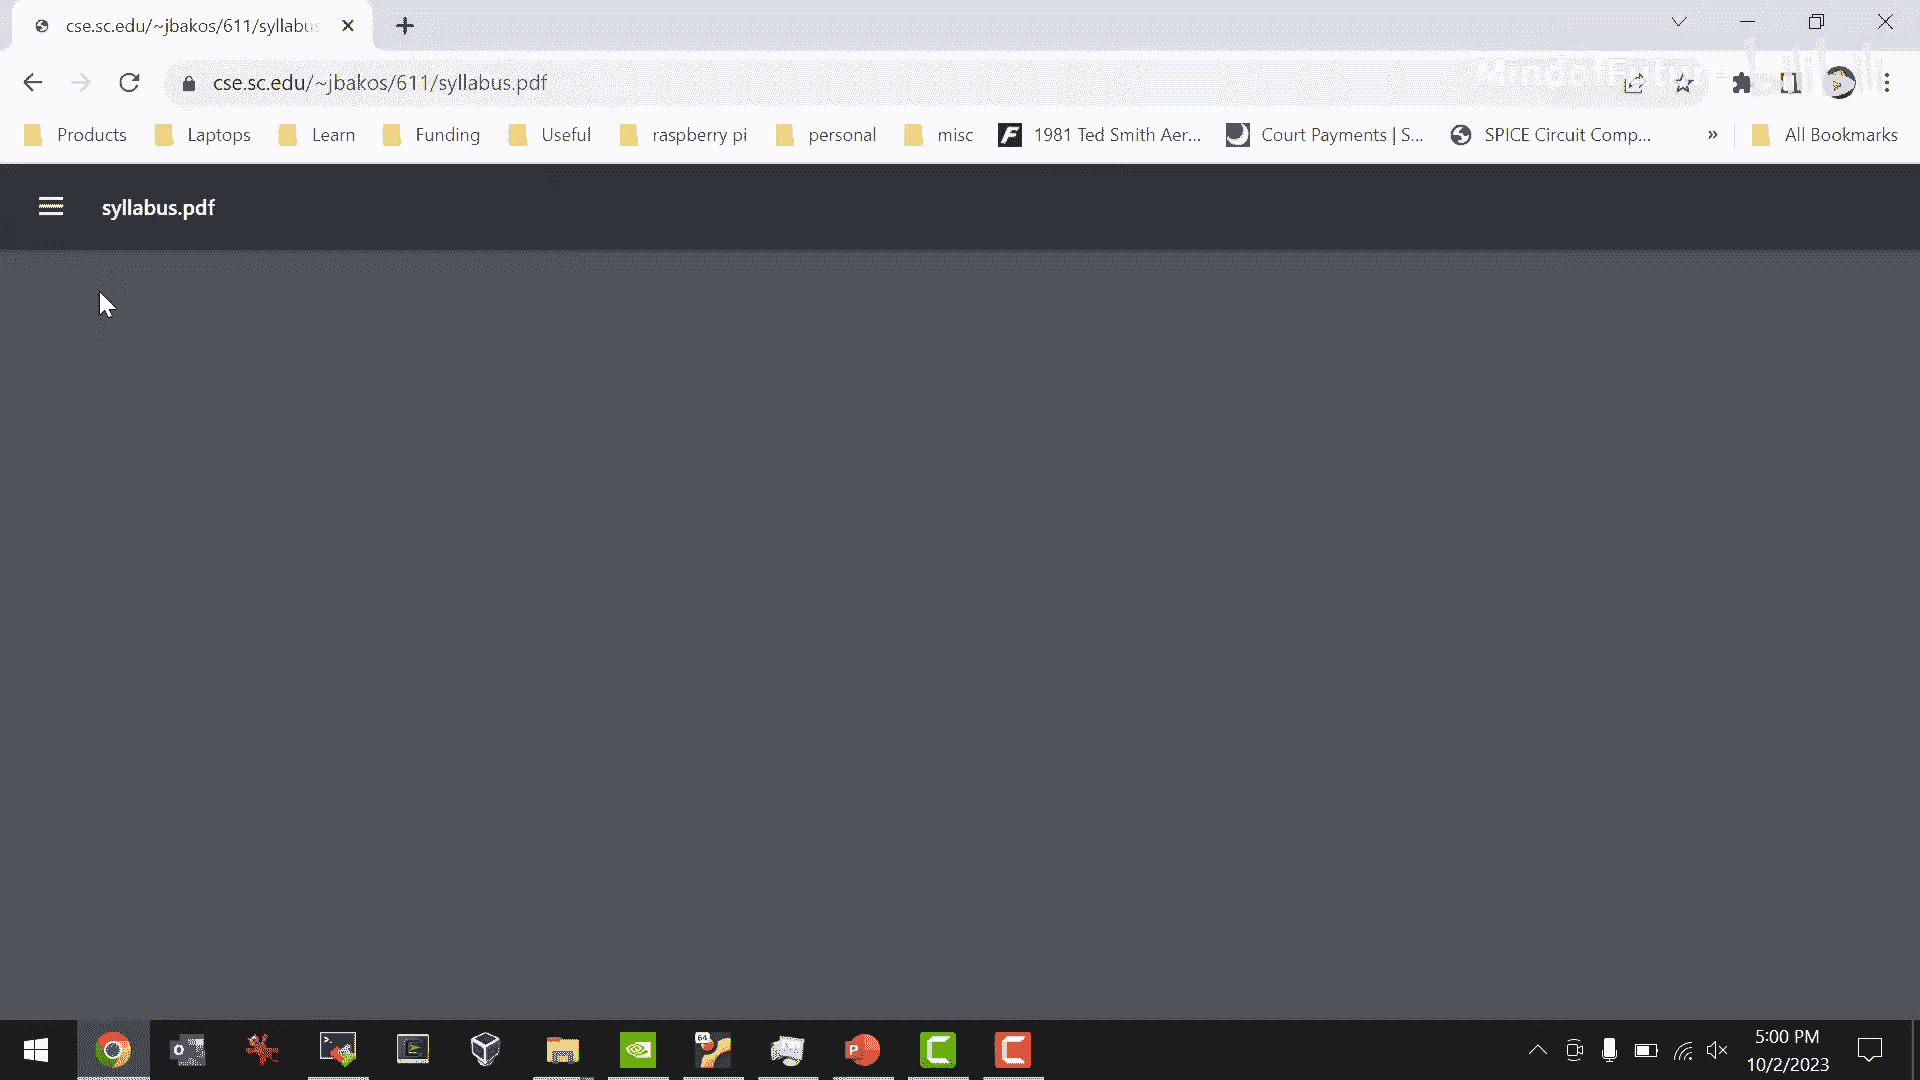 cse.sc.edu/~jbakos/611/syllabus
cse.sc.edu/~jbakos/611/syllabus.pdf
Products Laptops Learn Funding Useful raspberry pi personal misc 1981 Ted Smith Aer... Court Payments | S... SPICE Circuit Comp... » All Bookmarks
syllabus.pdf
5:00 PM
10/2/2023